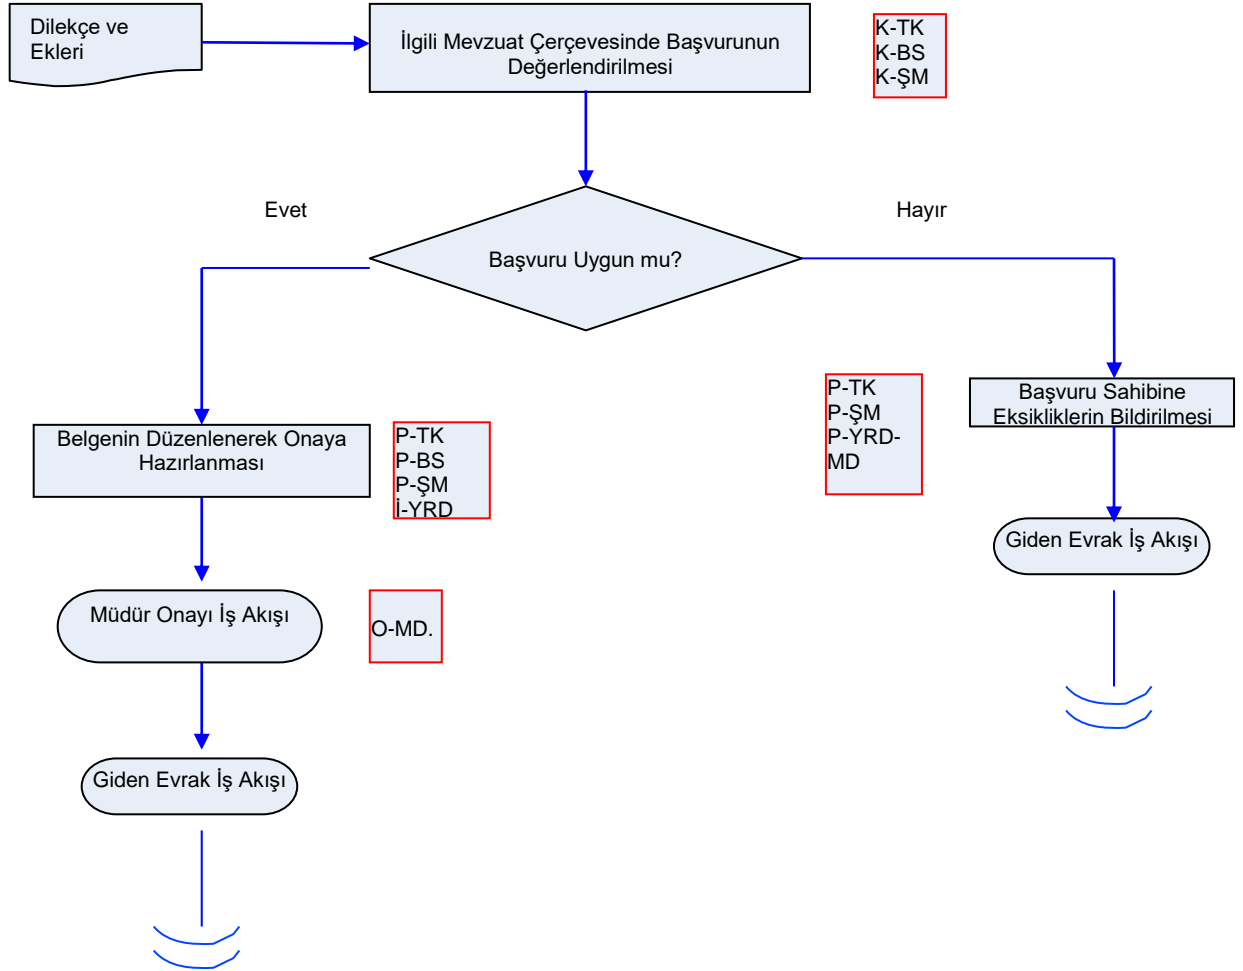 Dilekçe ve
Ekleri
İlgili Mevzuat Çerçevesinde Başvurunun
Değerlendirilmesi
K-TK
K-BS
K-ŞM
Evet
Hayır
Başvuru Uygun mu?
P-TK
P-ŞM
P-YRD-
MD
Başvuru Sahibine
Eksikliklerin Bildirilmesi
Belgenin Düzenlenerek Onaya
Hazırlanması
P-TK
P-BS
P-ŞM
İ-YRD
Giden Evrak İş Akışı
Müdür Onayı İş Akışı
O-MD.
Giden Evrak İş Akışı